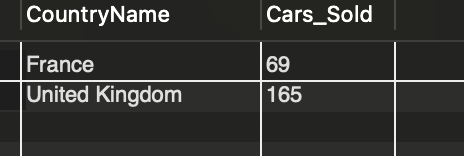 CountryName Cars_Sold
France 69
United Kingdom 165